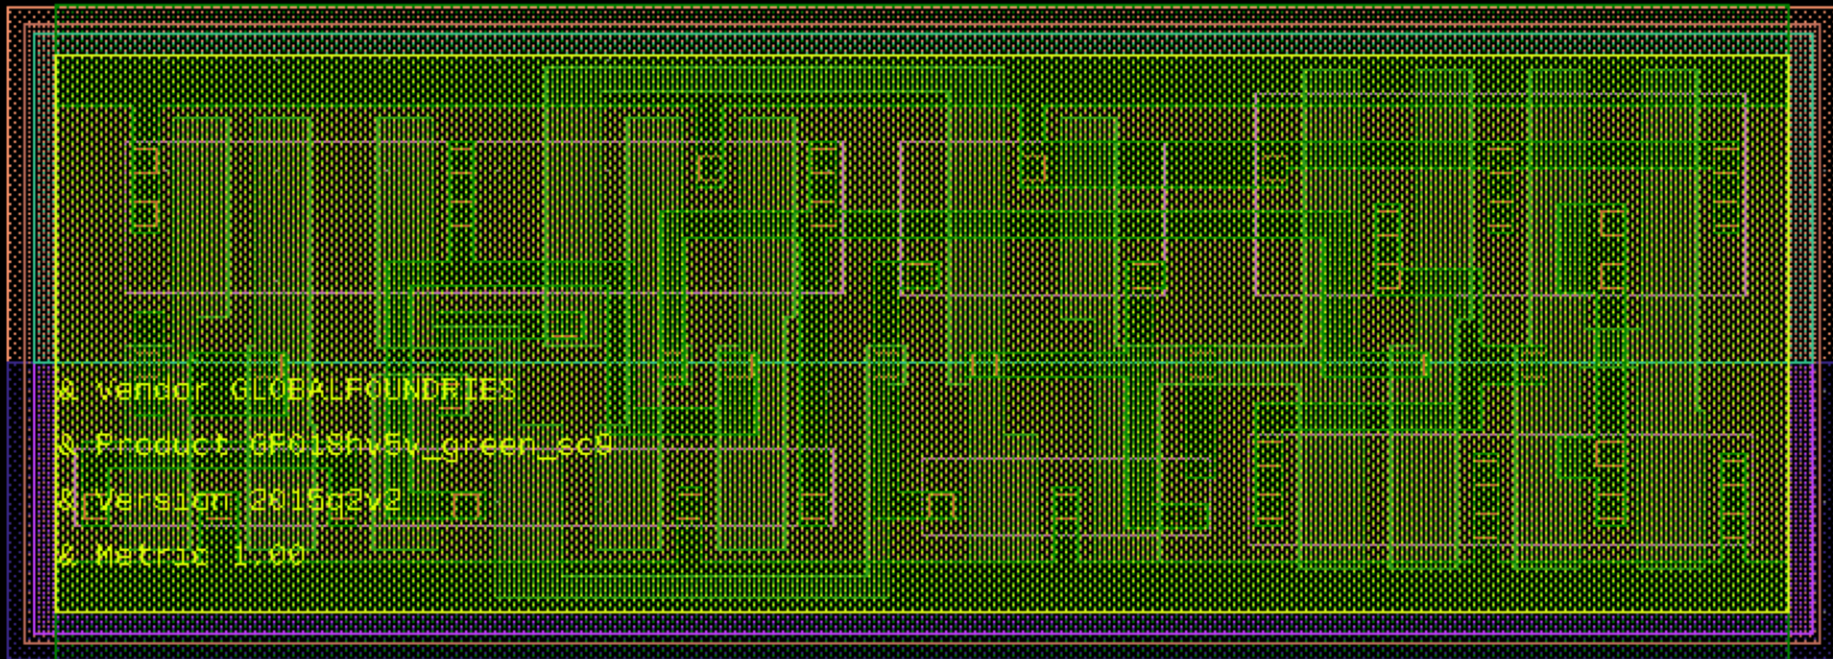 & Vendor GLOBALFOUNDRIES
& Product GF018hv5v_green_sc9
& Version 2015q2v2
& Metric 1.00